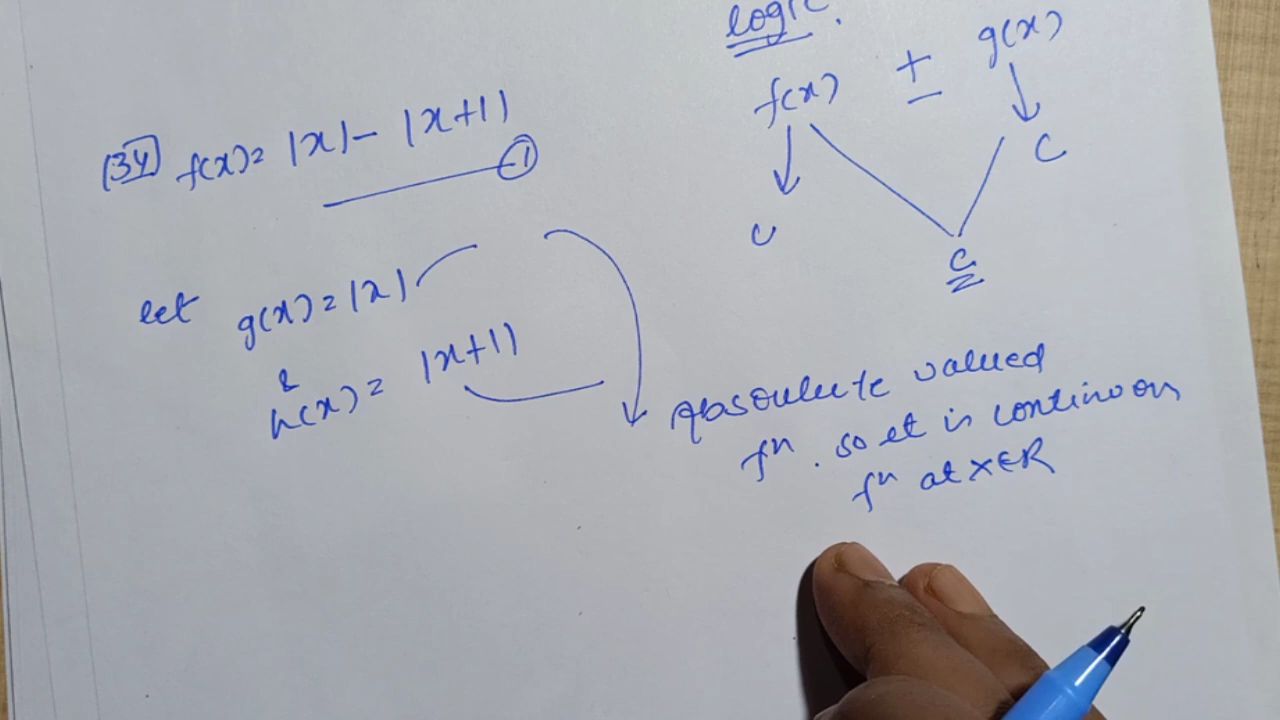 logic.
f(x) ± g(x)
C C
C
(34) f(x)= |x| - |x+1|
1
let g(x)=|x|
& h(x)= |x+1|
Absoulute valued
fn. so it is continuous
fn at x∈R